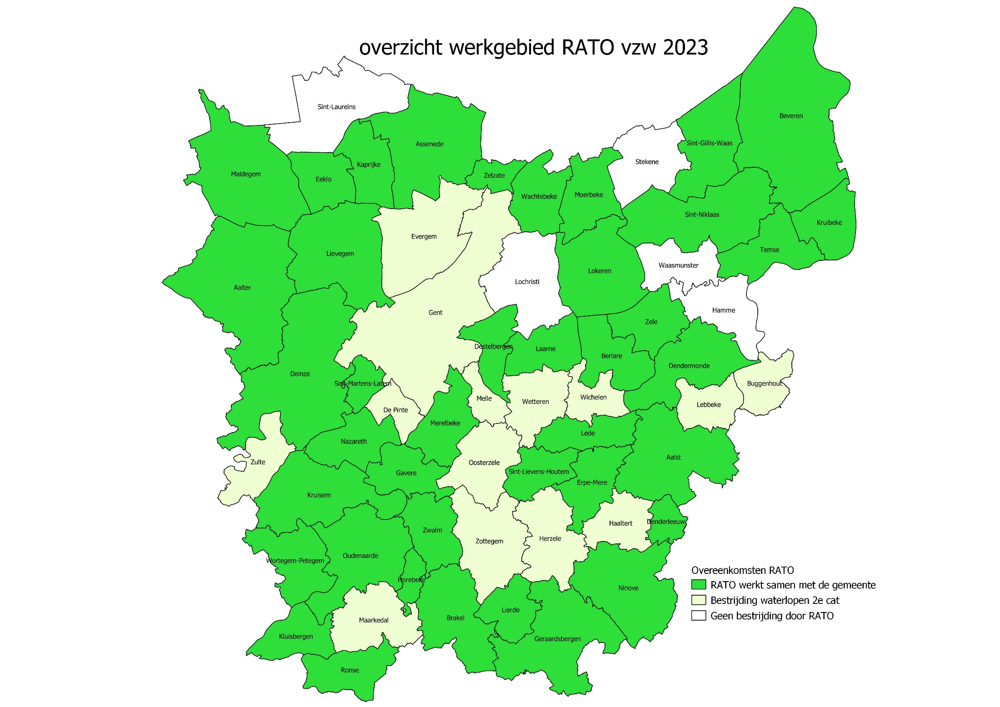 overzicht werkgebied RATO vzw 2023
Sint-Laureins
Beveren
Sint-Gillis-Waas
Assenede
Stekene
Kaprijke
Maldegem
Zelzate
Eeklo
Moerbeke
Wachtebeke
Sint-Niklaas
Kruibeke
Evergem
Temse
Lievegem
Waasmunster
Lokeren
Lochristi
Aalter
Hamme
Gent
Zele
Destelbergen
Laarne
Berlare
Dendermonde
Deinze
Sint-Martens-Latem
Buggenhout
Wichelen
Melle
Wetteren
Lebbeke
De Pinte
Merelbeke
Lede
Nazareth
Aalst
Zulte
Oosterzele
Sint-Lievens-Houtem
Gavere
Erpe-Mere
Kruisem
Denderleeuw
Haaltert
Zwalm
Herzele
Zottegem
Oudenaarde
Wortegem-Petegem
Horebeke
Ninove
Lierde
Brakel
Maarkedal
Kluisbergen
Geraardsbergen
Ronse
Overeenkomsten RATO
RATO werkt samen met de gemeente
Bestrijding waterlopen 2e cat
Geen bestrijding door RATO